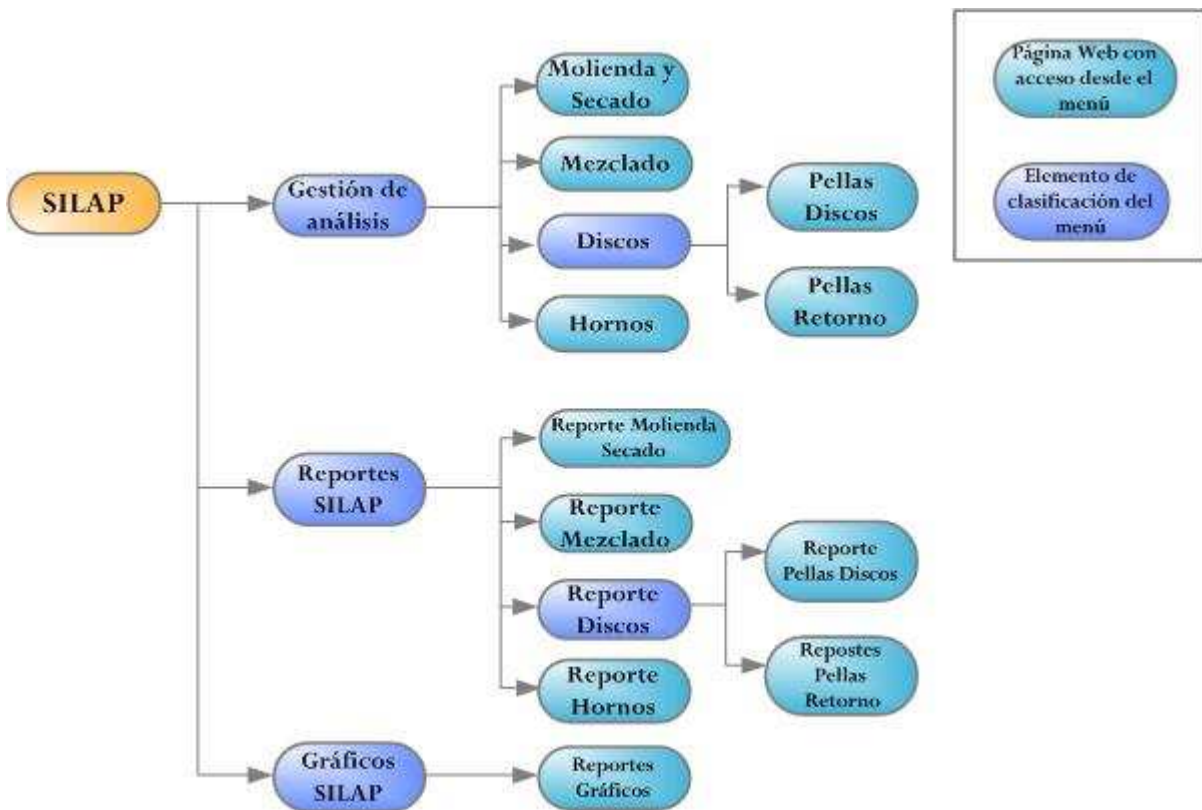 SILAP
Gestión de
análisis
Molienda y
Secado
Mezclado
Discos
Hornos
Pellas
Discos
Pellas
Retorno
Reportes
SILAP
Reporte Molienda
Secado
Reporte
Mezclado
Reporte
Discos
Reporte
Hornos
Reporte
Pellas Discos
Repostes
Pellas
Retorno
Gráficos
SILAP
Reportes
Gráficos
Página Web con
acceso desde el
menú
Elemento de
clasificación del
menú